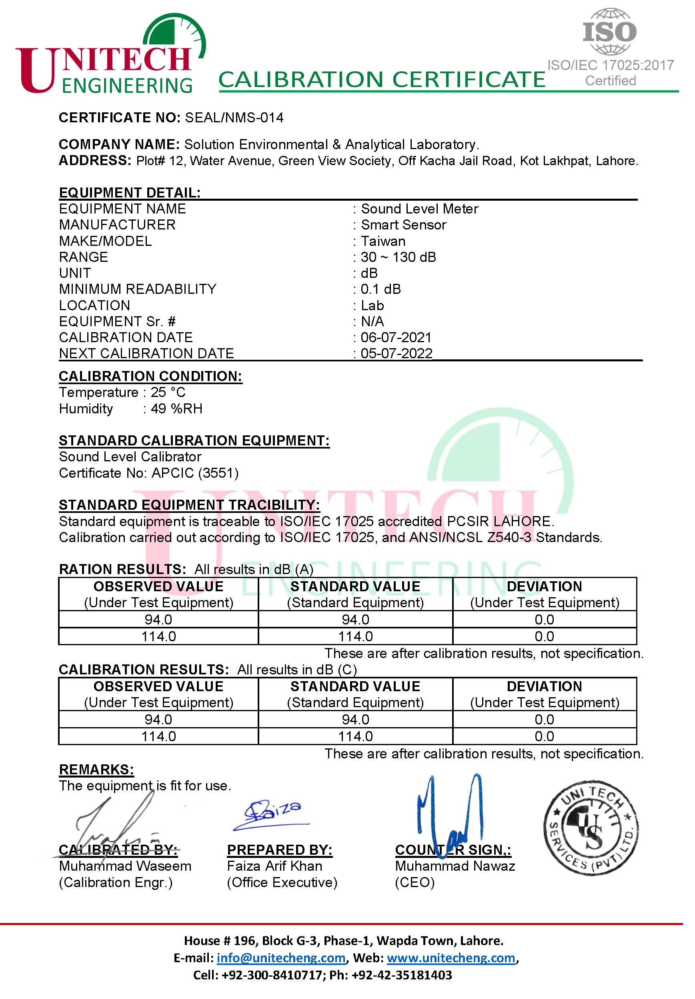 UNITECH
ENGINEERING
CALIBRATION CERTIFICATE
ISO
ISO/IEC 17025:2017
Certified
CERTIFICATE NO: SEAL/NMS-014
COMPANY NAME: Solution Environmental & Analytical Laboratory.
ADDRESS: Plot# 12, Water Avenue, Green View Society, Off Kacha Jail Road, Kot Lakhpat, Lahore.
EQUIPMENT DETAIL:
EQUIPMENT NAME : Sound Level Meter
MANUFACTURER : Smart Sensor
MAKE/MODEL : Taiwan
RANGE : 30 ~ 130 dB
UNIT : dB
MINIMUM READABILITY : 0.1 dB
LOCATION : Lab
EQUIPMENT Sr. # : N/A
CALIBRATION DATE : 06-07-2021
NEXT CALIBRATION DATE : 05-07-2022
CALIBRATION CONDITION:
Temperature : 25 °C
Humidity : 49 %RH
STANDARD CALIBRATION EQUIPMENT:
Sound Level Calibrator
Certificate No: APCIC (3551)
UNITECH
ENGINEERING
STANDARD EQUIPMENT TRACIBILITY:
Standard equipment is traceable to ISO/IEC 17025 accredited PCSIR LAHORE.
Calibration carried out according to ISO/IEC 17025, and ANSI/NCSL Z540-3 Standards.
RATION RESULTS: All results in dB (A)
OBSERVED VALUE STANDARD VALUE DEVIATION
(Under Test Equipment) (Standard Equipment) (Under Test Equipment)
94.0 94.0 0.0
114.0 114.0 0.0
These are after calibration results, not specification.
CALIBRATION RESULTS: All results in dB (C)
OBSERVED VALUE STANDARD VALUE DEVIATION
(Under Test Equipment) (Standard Equipment) (Under Test Equipment)
94.0 94.0 0.0
114.0 114.0 0.0
These are after calibration results, not specification.
REMARKS:
The equipment is fit for use.
Faiza
UNI TECH
SERVICES (PVT) LTD.
US
CALIBRATED BY: PREPARED BY: COUNTER SIGN,:
Muhammad Waseem Faiza Arif Khan Muhammad Nawaz
(Calibration Engr.) (Office Executive) (CEO)
House # 196, Block G-3, Phase-1, Wapda Town, Lahore.
E-mail: info@unitecheng.com, Web: www.unitecheng.com,
Cell: +92-300-8410717; Ph: +92-42-35181403